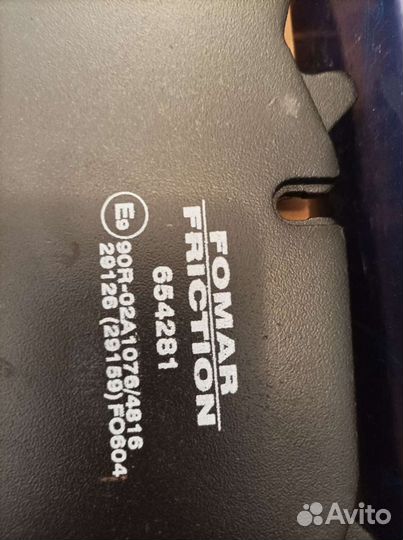 FOMAR
FRICTION
654281
E9 90R-02A1076/4816
29126 (29159) FO604
Avito